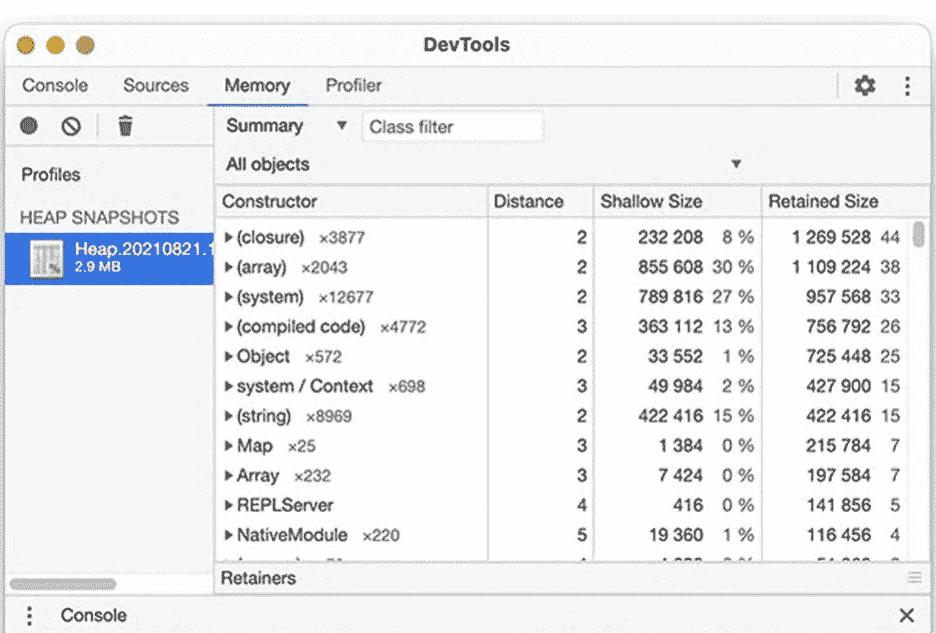 DevTools
Console Sources Memory Profiler
Summary ▼ Class filter
Profiles
All objects ▼
HEAP SNAPSHOTS
Heap.20210821.1
2.9 MB
Constructor Distance Shallow Size Retained Size
(closure) ×3877 2 232 208 8 % 1 269 528 44
(array) ×2043 2 855 608 30 % 1 109 224 38
(system) ×12677 2 789 816 27 % 957 568 33
(compiled code) ×4772 3 363 112 13 % 756 792 26
Object ×572 2 33 552 1 % 725 448 25
system / Context ×698 3 49 984 2 % 427 900 15
(string) ×8969 2 422 416 15 % 422 416 15
Map ×25 3 1 384 0 % 215 784 7
Array ×232 3 7 424 0 % 197 584 7
REPLServer 4 416 0 % 141 856 5
NativeModule ×220 5 19 360 1 % 116 456 4
Retainers
Console